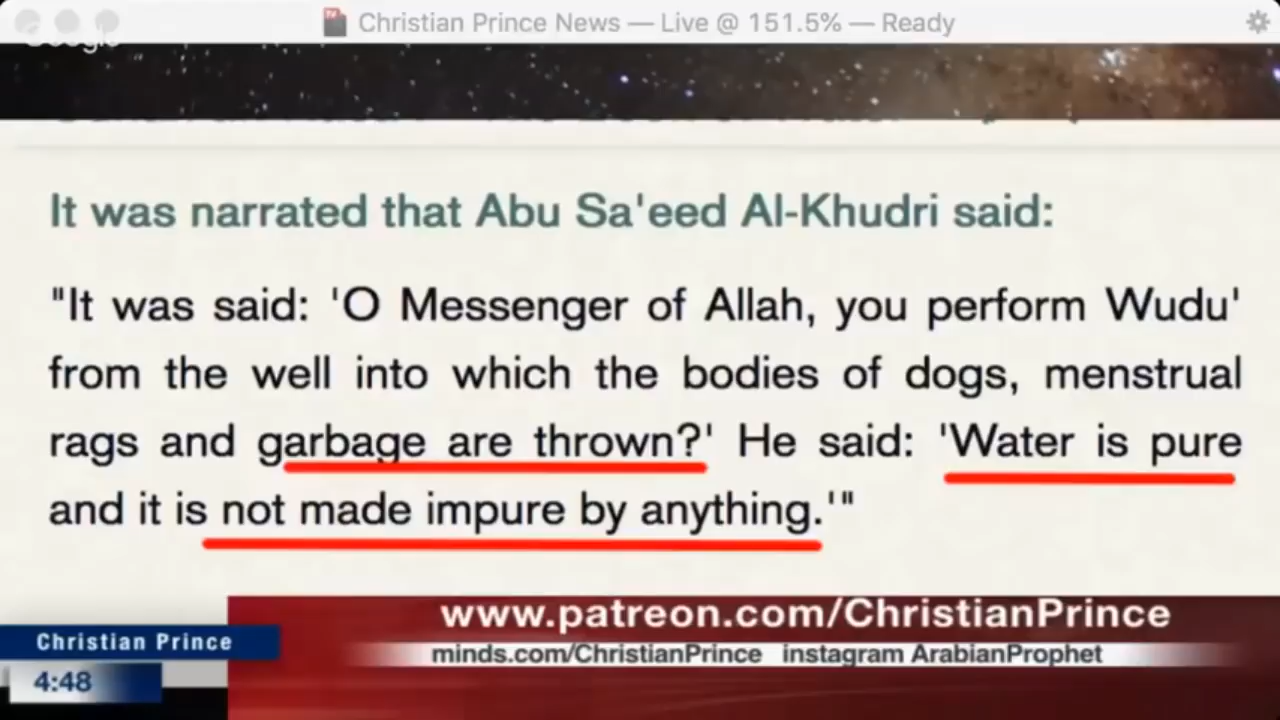 Christian Prince News — Live @ 151.5% — Ready
Google
It was narrated that Abu Sa'eed Al-Khudri said:
"It was said: 'O Messenger of Allah, you perform Wudu'
from the well into which the bodies of dogs, menstrual
rags and garbage are thrown?' He said: 'Water is pure
and it is not made impure by anything.'"
www.patreon.com/ChristianPrince
Christian Prince
minds.com/ChristianPrince instagram ArabianProphet
4:48